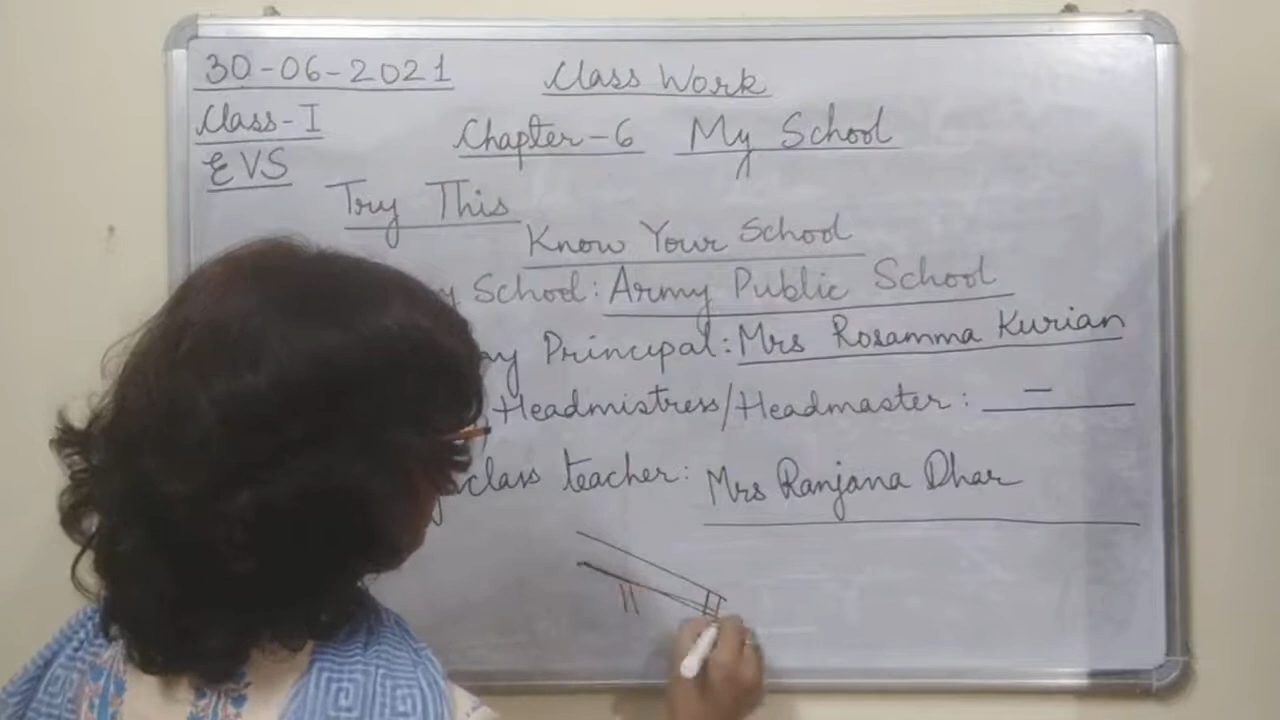 30-06-2021 Class Work
Class-I
Chapter-6 My School
EVS
Try This
Know Your School
School: Army Public School
my Principal: Mrs Rosamma Kurian
Headmistress/Headmaster: —
class teacher: Mrs Ranjana Dhar